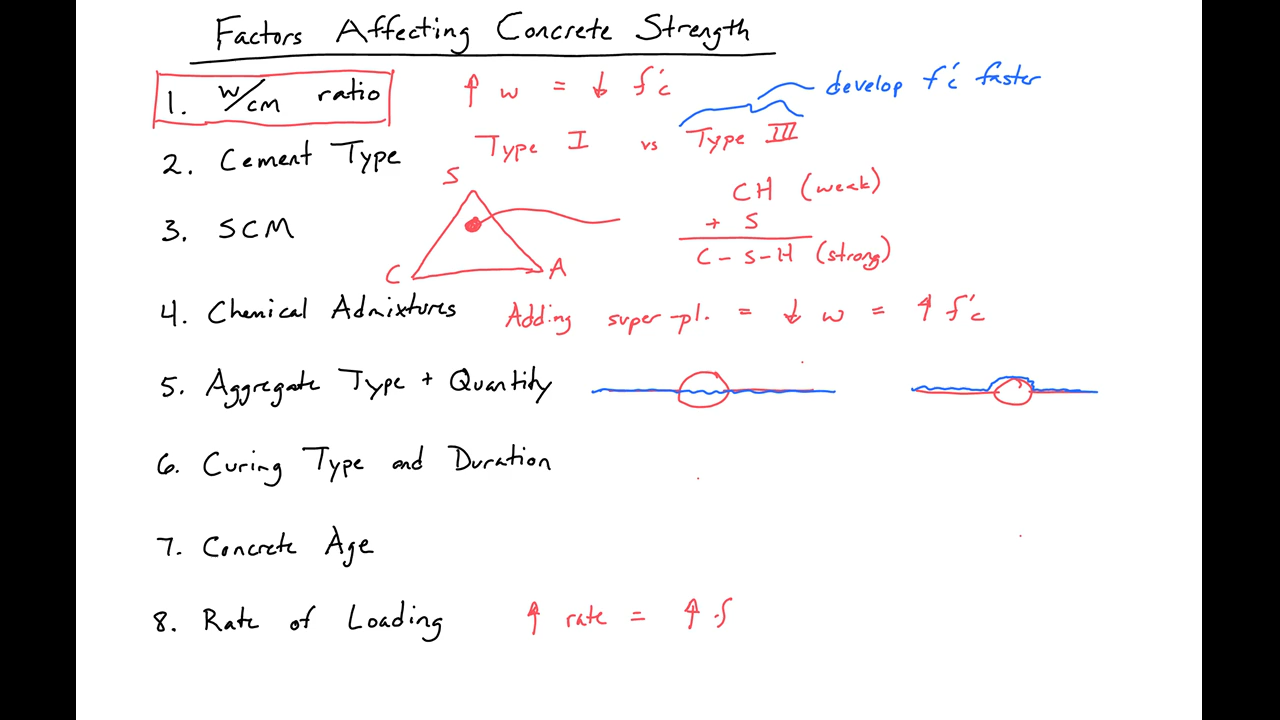 Factors Affecting Concrete Strength
1. w/cm ratio ↑ w = ↓ f'c develop f'c faster
2. Cement Type Type I vs Type III
3. SCM S C A CH (weak)
+ S
C-S-H (strong)
4. Chemical Admixtures Adding super-pl. = ↓ w = ↑ f'c
5. Aggregate Type + Quantity
6. Curing Type and Duration
7. Concrete Age
8. Rate of Loading ↑ rate = ↑ f